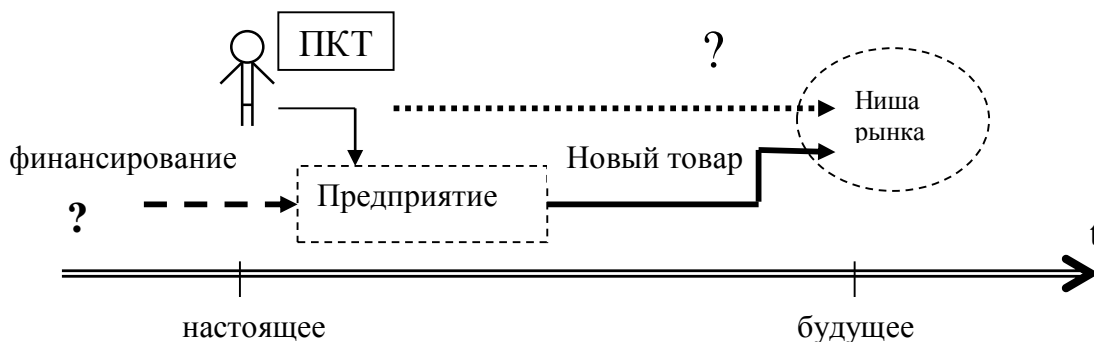 ПКТ
?
Ниша
рынка
финансирование
Новый товар
?
Предприятие
t
настоящее
будущее